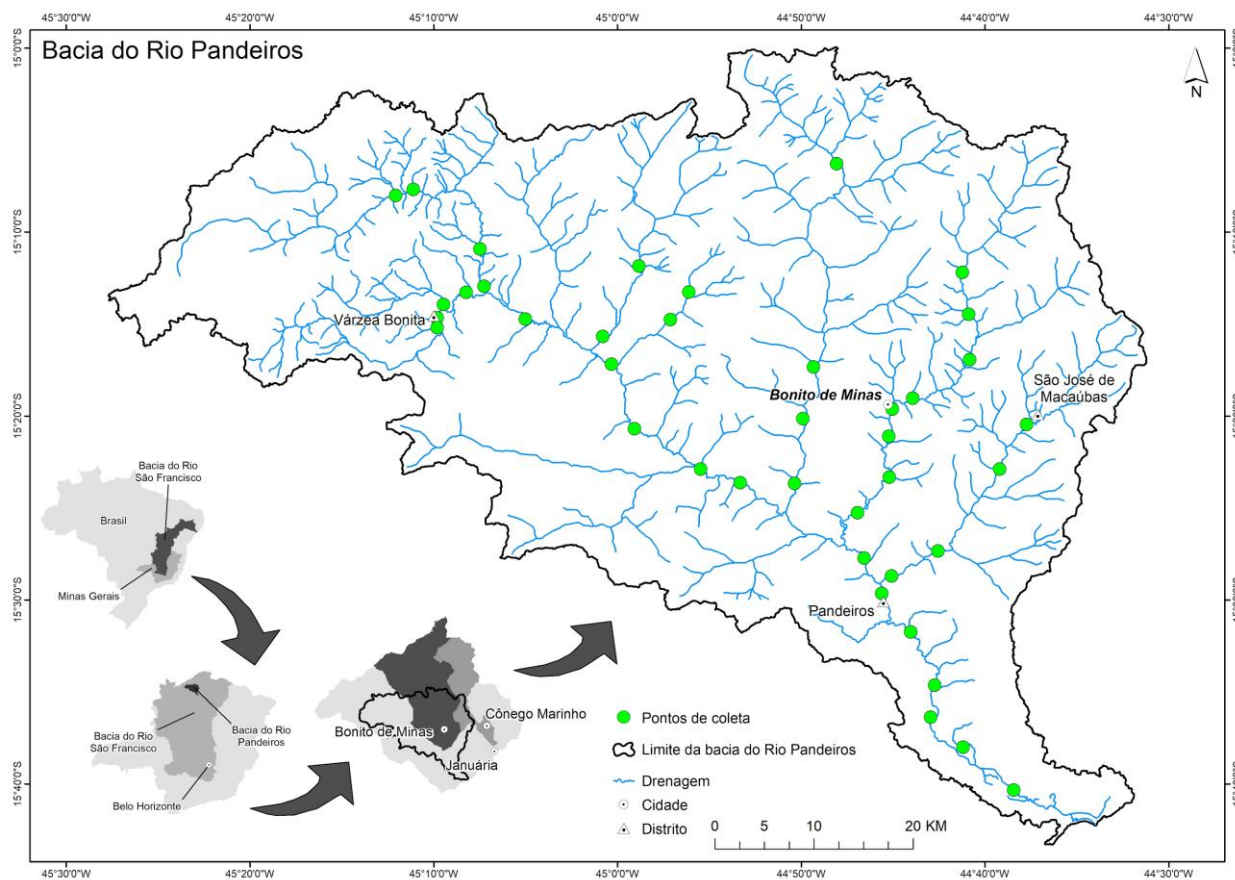 45°30'0"W
45°20'0"W
45°10'0"W
45°0'0"W
44°50'0"W
44°40'0"W
44°30'0"W
Bacia do Rio Pandeiros
N
15°0'0"S
15°10'0"S
15°20'0"S
15°30'0"S
15°40'0"S
Várzea Bonita
Bonito de Minas
São José de
Macaúbas
Pandeiros
Bacia do Rio
São Francisco
Brasil
Minas Gerais
Bacia do Rio
São Francisco
Bacia do Rio
Pandeiros
Belo Horizonte
Cônego Marinho
Bonito de Minas
Januária
Pontos de coleta
Limite da bacia do Rio Pandeiros
Drenagem
Cidade
Distrito
0 5 10 20 KM
45°30'0"W
45°20'0"W
45°10'0"W
45°0'0"W
44°50'0"W
44°40'0"W
44°30'0"W